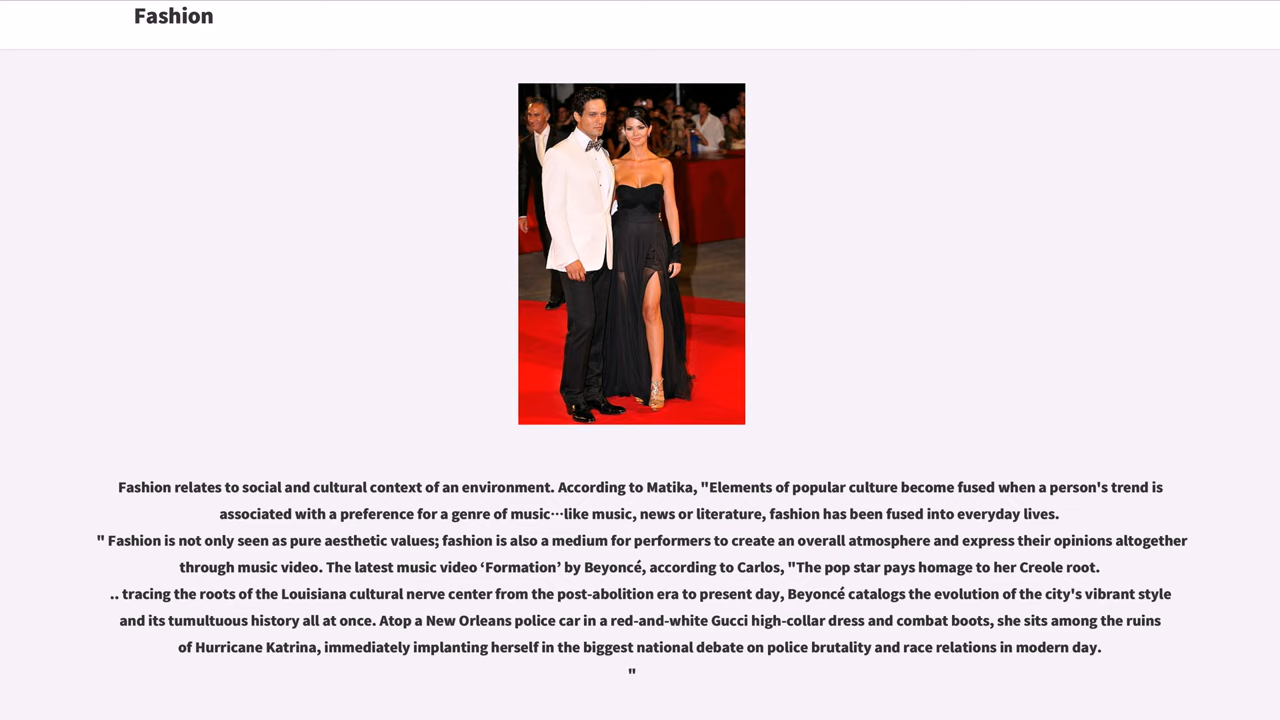 Fashion
Fashion relates to social and cultural context of an environment. According to Matika, "Elements of popular culture become fused when a person's trend is
associated with a preference for a genre of music⋯like music, news or literature, fashion has been fused into everyday lives.
" Fashion is not only seen as pure aesthetic values; fashion is also a medium for performers to create an overall atmosphere and express their opinions altogether
through music video. The latest music video ‘Formation’ by Beyoncé, according to Carlos, "The pop star pays homage to her Creole root.
.. tracing the roots of the Louisiana cultural nerve center from the post-abolition era to present day, Beyoncé catalogs the evolution of the city's vibrant style
and its tumultuous history all at once. Atop a New Orleans police car in a red-and-white Gucci high-collar dress and combat boots, she sits among the ruins
of Hurricane Katrina, immediately implanting herself in the biggest national debate on police brutality and race relations in modern day.
"